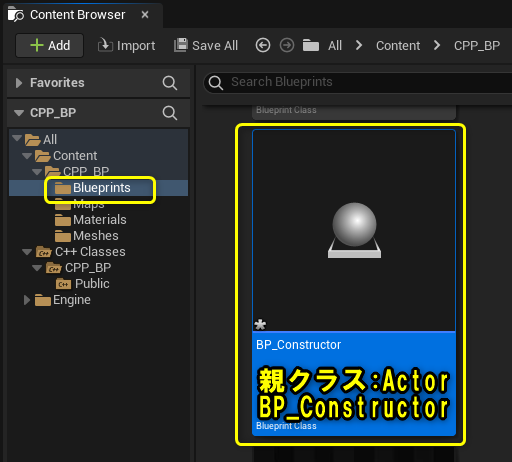 Content Browser
Add
Import
Save All
All
Content
CPP_BP
Favorites
Search Blueprints
CPP_BP
Blueprint Class
All
Content
CPP_BP
Blueprints
Maps
Materials
Meshes
C++ Classes
CPP_BP
Public
Engine
BP_Constructor
親クラス:Actor
BP_Constructor
Blueprint Class